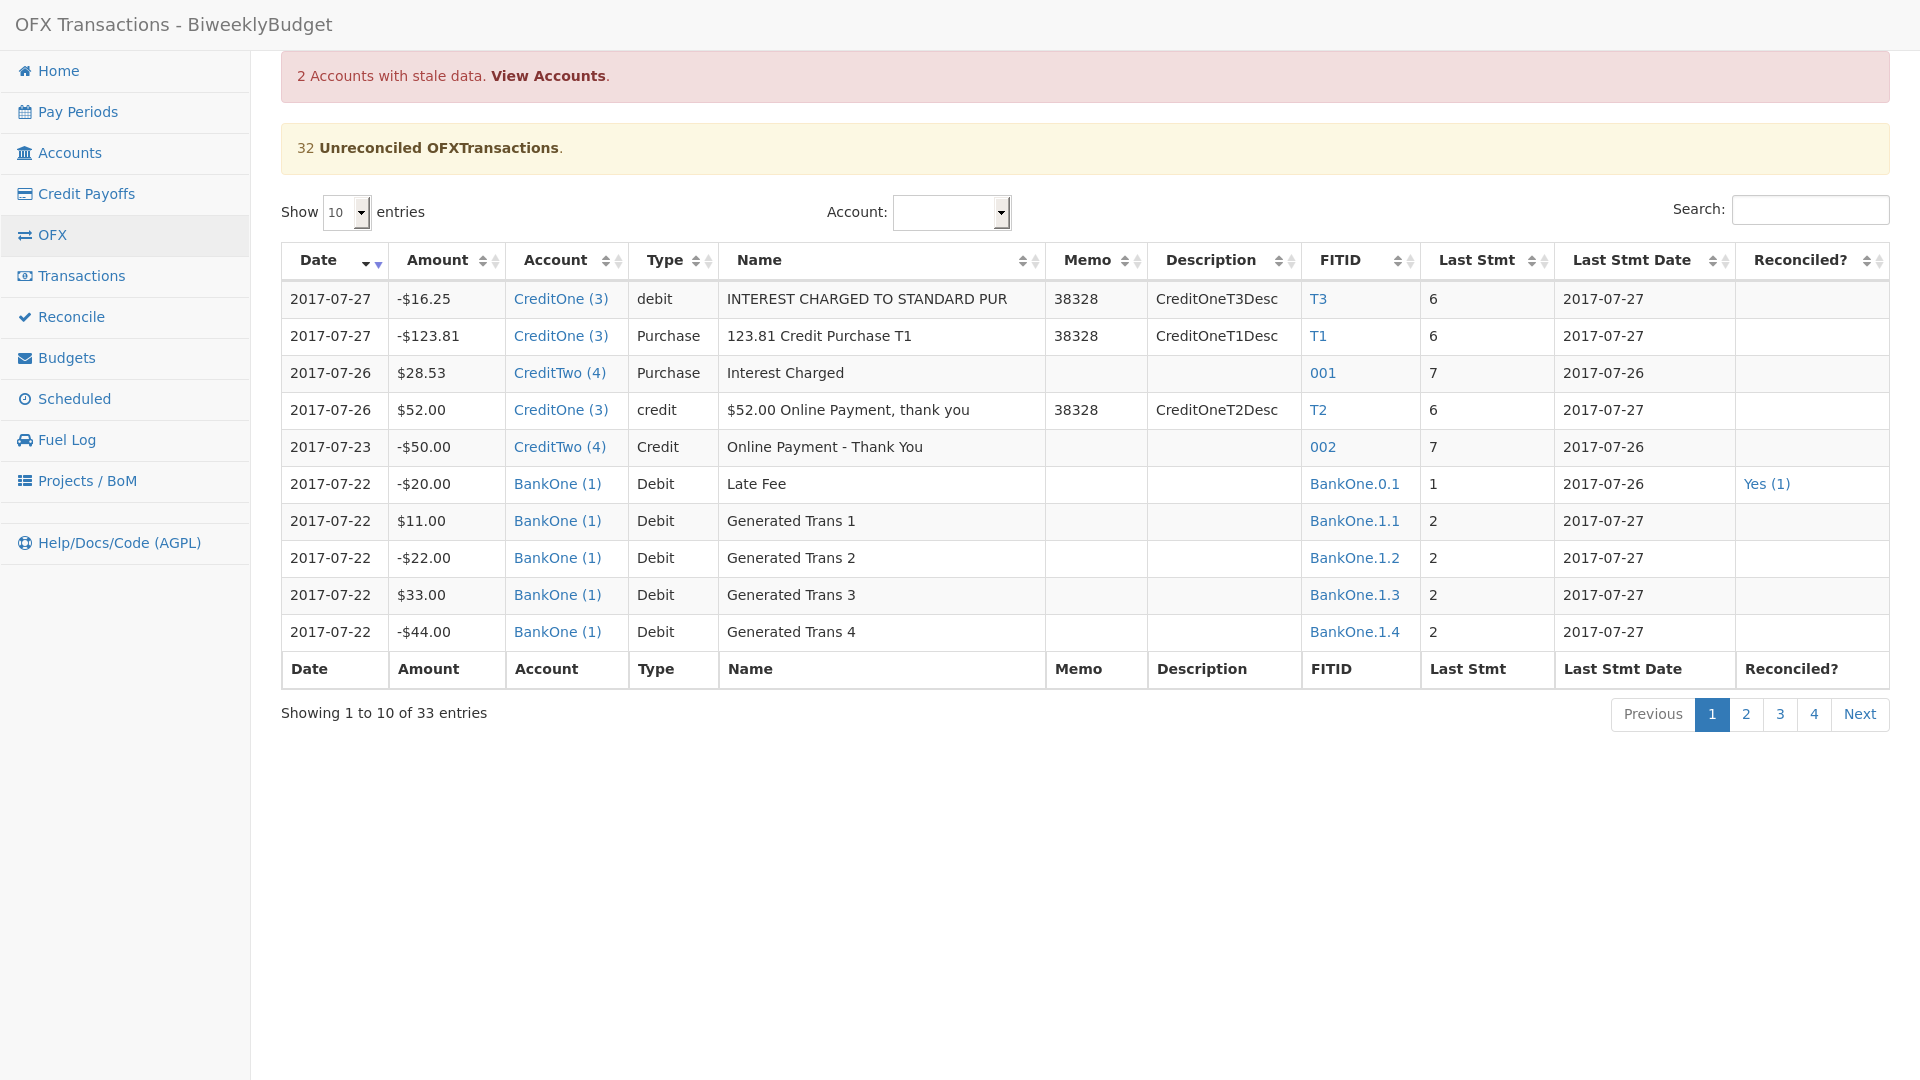 OFX Transactions - BiweeklyBudget
Home
Pay Periods
Accounts
Credit Payoffs
OFX
Transactions
Reconcile
Budgets
Scheduled
Fuel Log
Projects / BoM
Help/Docs/Code (AGPL)
2 Accounts with stale data. View Accounts.
32 Unreconciled OFXTransactions.
Show 10 entries Account: Search:
Date Amount Account Type Name Memo Description FITID Last Stmt Last Stmt Date Reconciled?
2017-07-27 -$16.25 CreditOne (3) debit INTEREST CHARGED TO STANDARD PUR 38328 CreditOneT3Desc T3 6 2017-07-27
2017-07-27 -$123.81 CreditOne (3) Purchase 123.81 Credit Purchase T1 38328 CreditOneT1Desc T1 6 2017-07-27
2017-07-26 $28.53 CreditTwo (4) Purchase Interest Charged 001 7 2017-07-26
2017-07-26 $52.00 CreditOne (3) credit $52.00 Online Payment, thank you 38328 CreditOneT2Desc T2 6 2017-07-27
2017-07-23 -$50.00 CreditTwo (4) Credit Online Payment - Thank You 002 7 2017-07-26
2017-07-22 -$20.00 BankOne (1) Debit Late Fee BankOne.0.1 1 2017-07-26 Yes (1)
2017-07-22 $11.00 BankOne (1) Debit Generated Trans 1 BankOne.1.1 2 2017-07-27
2017-07-22 -$22.00 BankOne (1) Debit Generated Trans 2 BankOne.1.2 2 2017-07-27
2017-07-22 $33.00 BankOne (1) Debit Generated Trans 3 BankOne.1.3 2 2017-07-27
2017-07-22 -$44.00 BankOne (1) Debit Generated Trans 4 BankOne.1.4 2 2017-07-27
Date Amount Account Type Name Memo Description FITID Last Stmt Last Stmt Date Reconciled?
Showing 1 to 10 of 33 entries Previous 1 2 3 4 Next